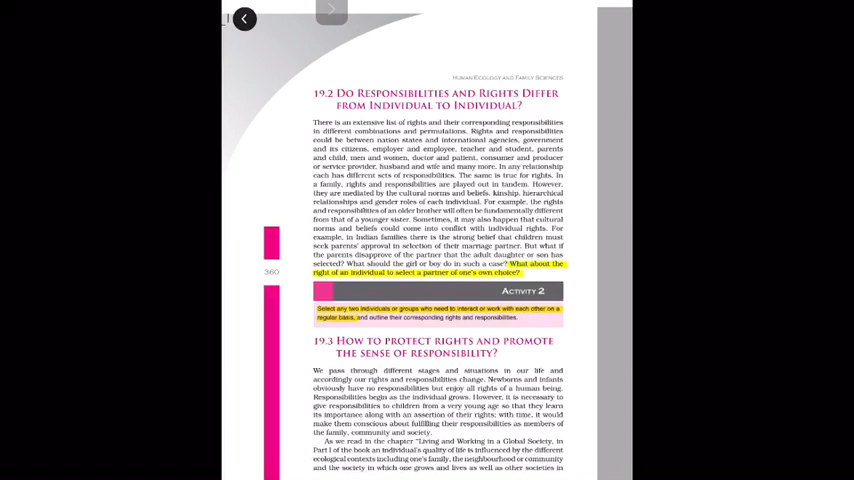 HUMAN ECOLOGY AND FAMILY SCIENCES
19.2 DO RESPONSIBILITIES AND RIGHTS DIFFER
FROM INDIVIDUAL TO INDIVIDUAL?
There is an extensive list of rights and their corresponding responsibilities
in different combinations and permutations. Rights and responsibilities
could be between nation states and international agencies, government
and its citizens, employer and employee, teacher and student, parents
and child, men and women, doctor and patient, consumer and producer
or service provider, husband and wife and many more. In any relationship
each has different sets of responsibilities. The same is true for rights. In
a family, rights and responsibilities are played out in tandem. However,
they are mediated by the cultural norms and beliefs, kinship, hierarchical
relationships and gender roles of each individual. For example, the rights
and responsibilities of an older brother will often be fundamentally different
from that of a younger sister. Sometimes, it may also happen that cultural
norms and beliefs could come into conflict with individual rights. For
example, in Indian families there is the strong belief that children must
seek parents' approval in selection of their marriage partner. But what if
the parents disapprove of the partner that the adult daughter or son has
selected? What should the girl or boy do in such a case? What about the
right of an individual to select a partner of one's own choice?
360
ACTIVITY 2
Select any two individuals or groups who need to interact or work with each other on a
regular basis, and outline their corresponding rights and responsibilities.
19.3 HOW TO PROTECT RIGHTS AND PROMOTE
THE SENSE OF RESPONSIBILITY?
We pass through different stages and situations in our life and
accordingly our rights and responsibilities change. Newborns and infants
obviously have no responsibilities but enjoy all rights of a human being.
Responsibilities begin as the individual grows. However, it is necessary to
give responsibilities to children from a very young age so that they learn
its importance along with an assertion of their rights; with time, it would
make them conscious about fulfilling their responsibilities as members of
the family, community and society.
As we read in the chapter "Living and Working in a Global Society, in
Part I of the book an individual's quality of life is influenced by the different
ecological contexts including one's family, the neighbourhood or community
and the society in which one grows and lives as well as other societies in